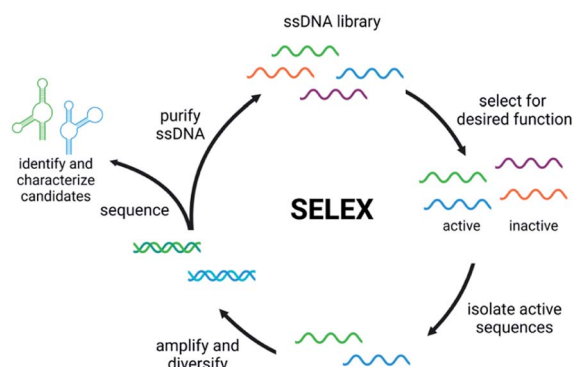 ssDNA library
select for
desired function
active
inactive
isolate active
sequences
amplify and
diversify
sequence
identify and
characterize
candidates
purify
ssDNA
SELEX